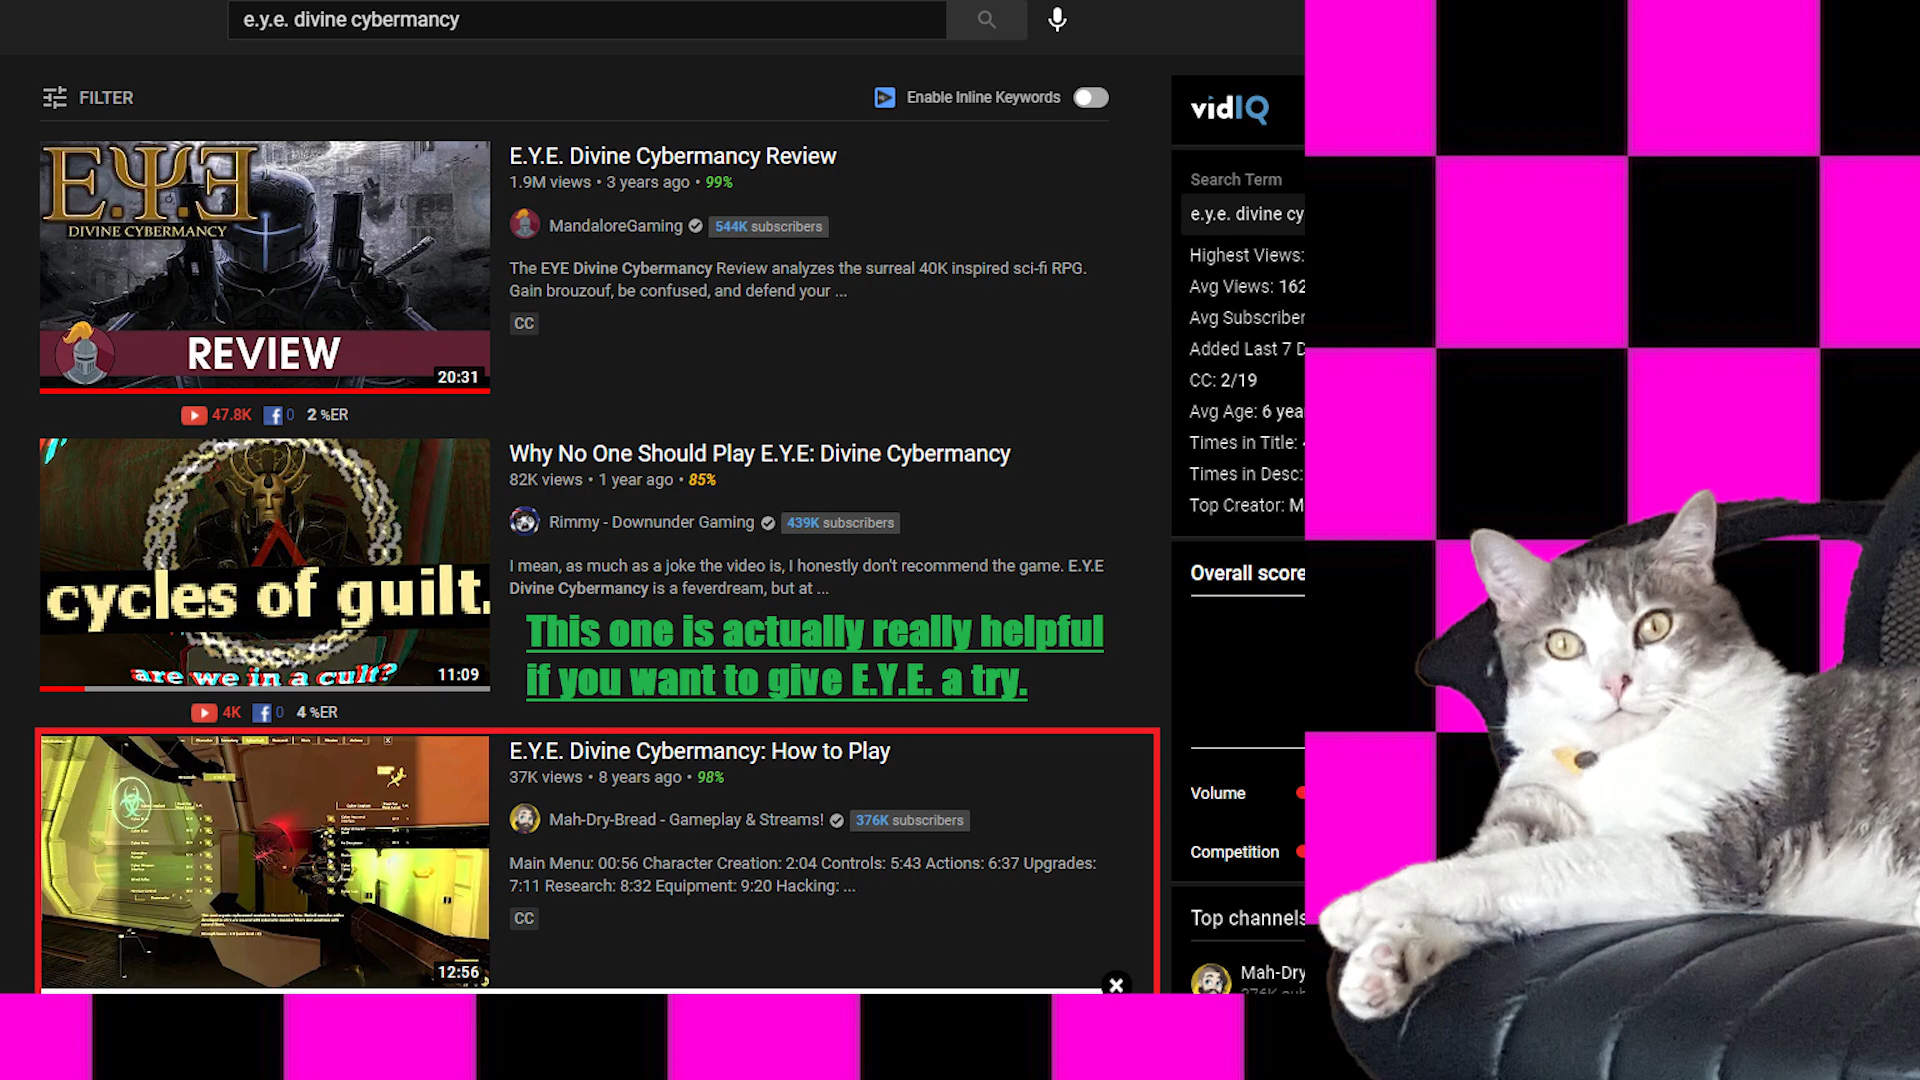 e.y.e. divine cybermancy
FILTER
Enable Inline Keywords
E.Y.E
DIVINE CYBERMANCY
REVIEW
20:31
47.8K 0 2 %ER
E.Y.E. Divine Cybermancy Review
1.9M views • 3 years ago • 99%
MandaloreGaming 544K subscribers
The EYE Divine Cybermancy Review analyzes the surreal 40K inspired sci-fi RPG.
Gain brouzouf, be confused, and defend your ...
CC
cycles of guilt.
are we in a cult?
11:09
4K 0 4 %ER
Why No One Should Play E.Y.E: Divine Cybermancy
82K views • 1 year ago • 85%
Rimmy - Downunder Gaming 439K subscribers
I mean, as much as a joke the video is, I honestly don't recommend the game. E.Y.E
Divine Cybermancy is a feverdream, but at ...
This one is actually really helpful
if you want to give E.Y.E. a try.
12:56
E.Y.E. Divine Cybermancy: How to Play
37K views • 8 years ago • 98%
Mah-Dry-Bread - Gameplay & Streams! 376K subscribers
Main Menu: 00:56 Character Creation: 2:04 Controls: 5:43 Actions: 6:37 Upgrades:
7:11 Research: 8:32 Equipment: 9:20 Hacking: ...
CC
vidIQ
Search Term
e.y.e. divine cy
Highest Views:
Avg Views: 162
Avg Subscriber
Added Last 7 D
CC: 2/19
Avg Age: 6 yea
Times in Title:
Times in Desc:
Top Creator: M
Overall score
Volume
Competition
Top channels
Mah-Dry